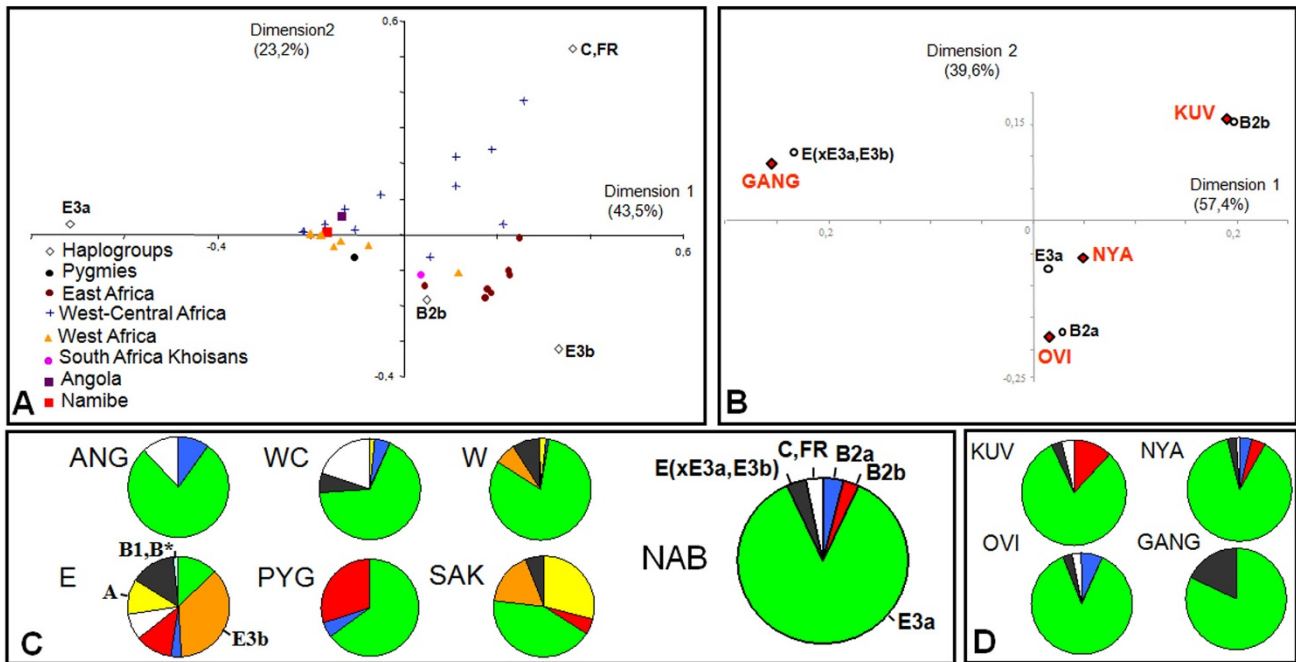 Dimension2
(23,2%)
0,6
C,FR
Dimension 1
(43,5%)
E3a
-0,4
0,6
Haplogroups
Pygmies
East Africa
West-Central Africa
West Africa
South Africa Khoisans
Angola
Namibe
B2b
E3b
-0,4
A
Dimension 2
(39,6%)
KUV
B2b
0,15
E(xE3a,E3b)
GANG
Dimension 1
(57,4%)
0,2
0,2
E3a
NYA
B2a
OVI
-0,25
B
ANG
WC
W
E
B1,B*
A
E3b
PYG
SAK
NAB
E(xE3a,E3b)
C,FR
B2a
B2b
E3a
C
KUV
NYA
OVI
GANG
D